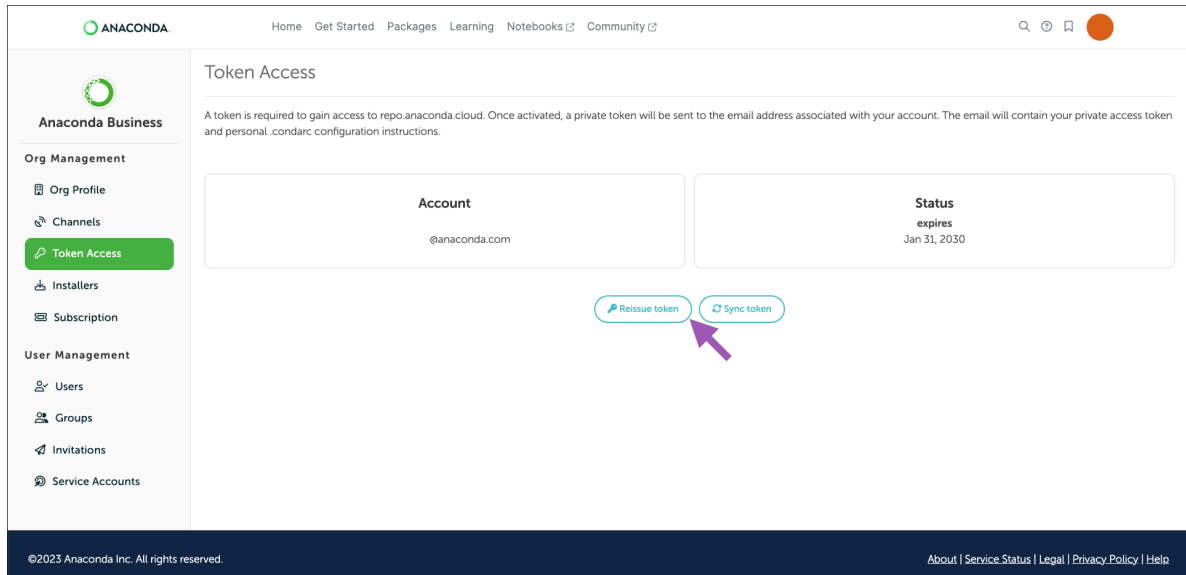 ANACONDA.
Home Get Started Packages Learning Notebooks Community
Anaconda Business
Org Management
Org Profile
Channels
Token Access
Installers
Subscription
User Management
Users
Groups
Invitations
Service Accounts
Token Access
A token is required to gain access to repo.anaconda.cloud. Once activated, a private token will be sent to the email address associated with your account. The email will contain your private access token
and personal .condarc configuration instructions.
Account
@anaconda.com
Status
expires
Jan 31, 2030
Reissue token
Sync token
©2023 Anaconda Inc. All rights reserved.
About | Service Status | Legal | Privacy Policy | Help